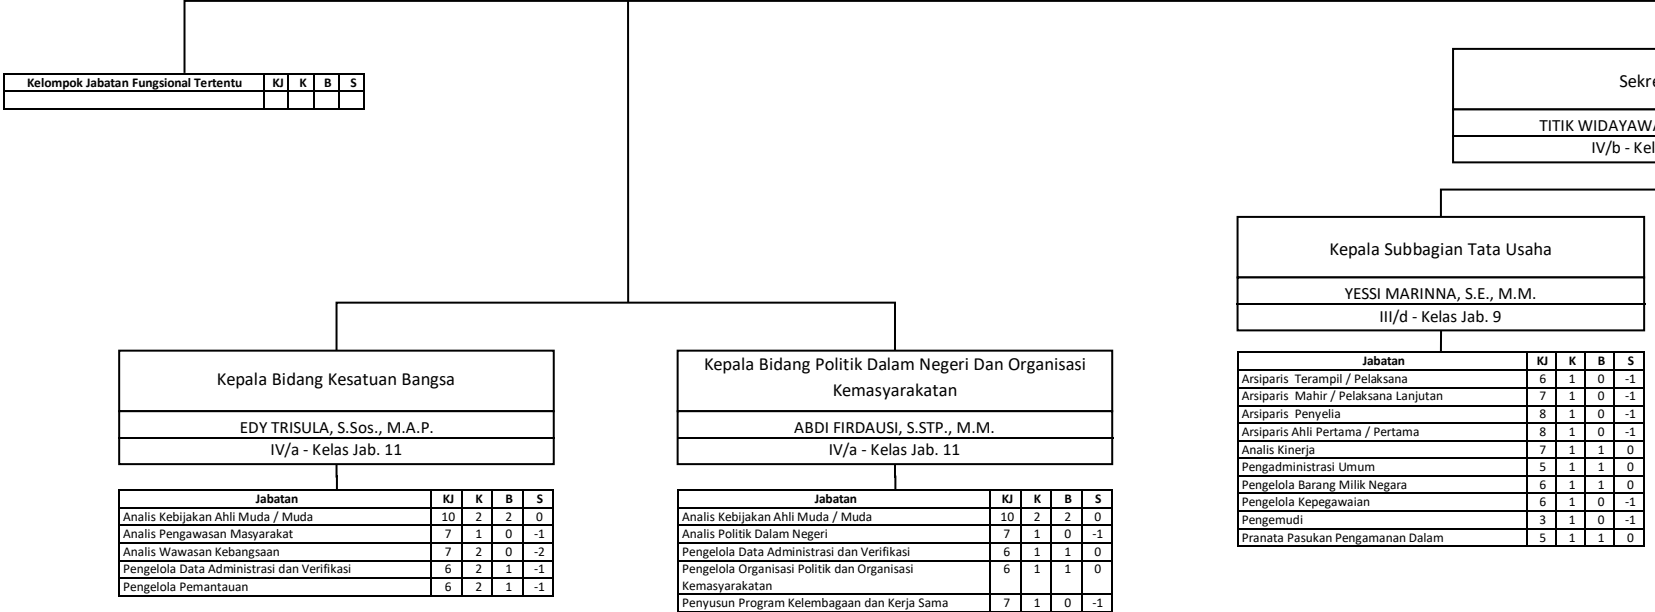 Kelompok Jabatan Fungsional Tertentu KJ K B S
TITIK
IV/b -
Kepala Subbagian Tata Usaha
YESSI MARINNA, S.E., M.M.
III/d - Kelas Jab. 9
Jabatan KJ K B S
Arsiparis Terampil / Pelaksana 6 1 0 -1
Arsiparis Mahir / Pelaksana Lanjutan 7 1 0 -1
Arsiparis Penyelia 8 1 0 -1
Arsiparis Ahli Pertama / Pertama 8 1 0 -1
Analis Kinerja 7 1 1 0
Pengadministrasi Umum 5 1 1 0
Pengelola Barang Milik Negara 6 1 1 0
Pengelola Kepegawaian 6 1 0 -1
Pengemudi 3 1 0 -1
Pranata Pasukan Pengamanan Dalam 5 1 1 0
Kepala Bidang Kesatuan Bangsa
EDY TRISULA, S.Sos., M.A.P.
IV/a - Kelas Jab. 11
Jabatan KJ K B S
Analis Kebijakan Ahli Muda / Muda 10 2 2 0
Analis Pengawasan Masyarakat 7 1 0 -1
Analis Wawasan Kebangsaan 7 2 0 -2
Pengelola Data Administrasi dan Verifikasi 6 2 1 -1
Pengelola Pemantauan 6 2 1 -1
Kepala Bidang Politik Dalam Negeri Dan Organisasi
Kemasyarakatan
ABDI FIRDAUSI, S.STP., M.M.
IV/a - Kelas Jab. 11
Jabatan KJ K B S
Analis Kebijakan Ahli Muda / Muda 10 2 2 0
Analis Politik Dalam Negeri 7 1 0 -1
Pengelola Data Administrasi dan Verifikasi 6 1 1 0
Pengelola Organisasi Politik dan Organisasi 6 1 1 0
Kemasyarakatan
Penyusun Program Kelembagaan dan Kerja Sama 7 1 0 -1